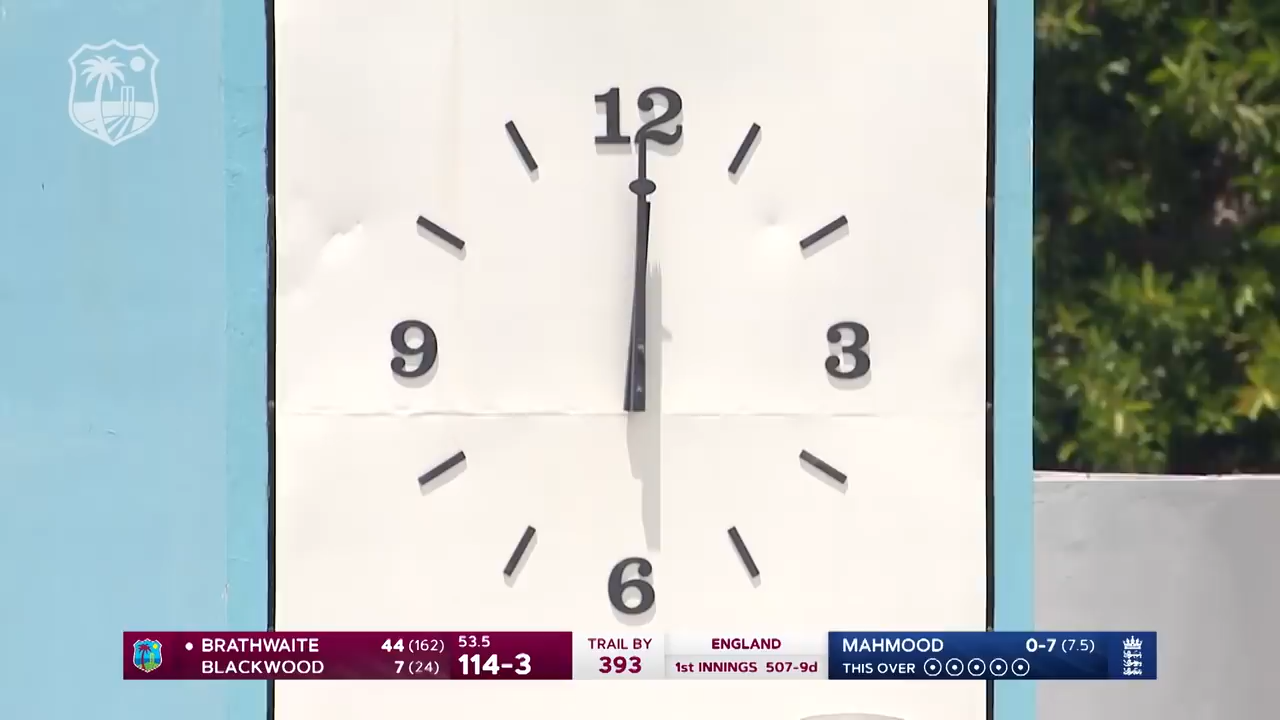 12
9
3
6
BRATHWAITE 44 (162) 53.5
BLACKWOOD 7 (24) 114-3
TRAIL BY
393
ENGLAND
1st INNINGS 507-9d
MAHMOOD 0-7 (7.5)
THIS OVER